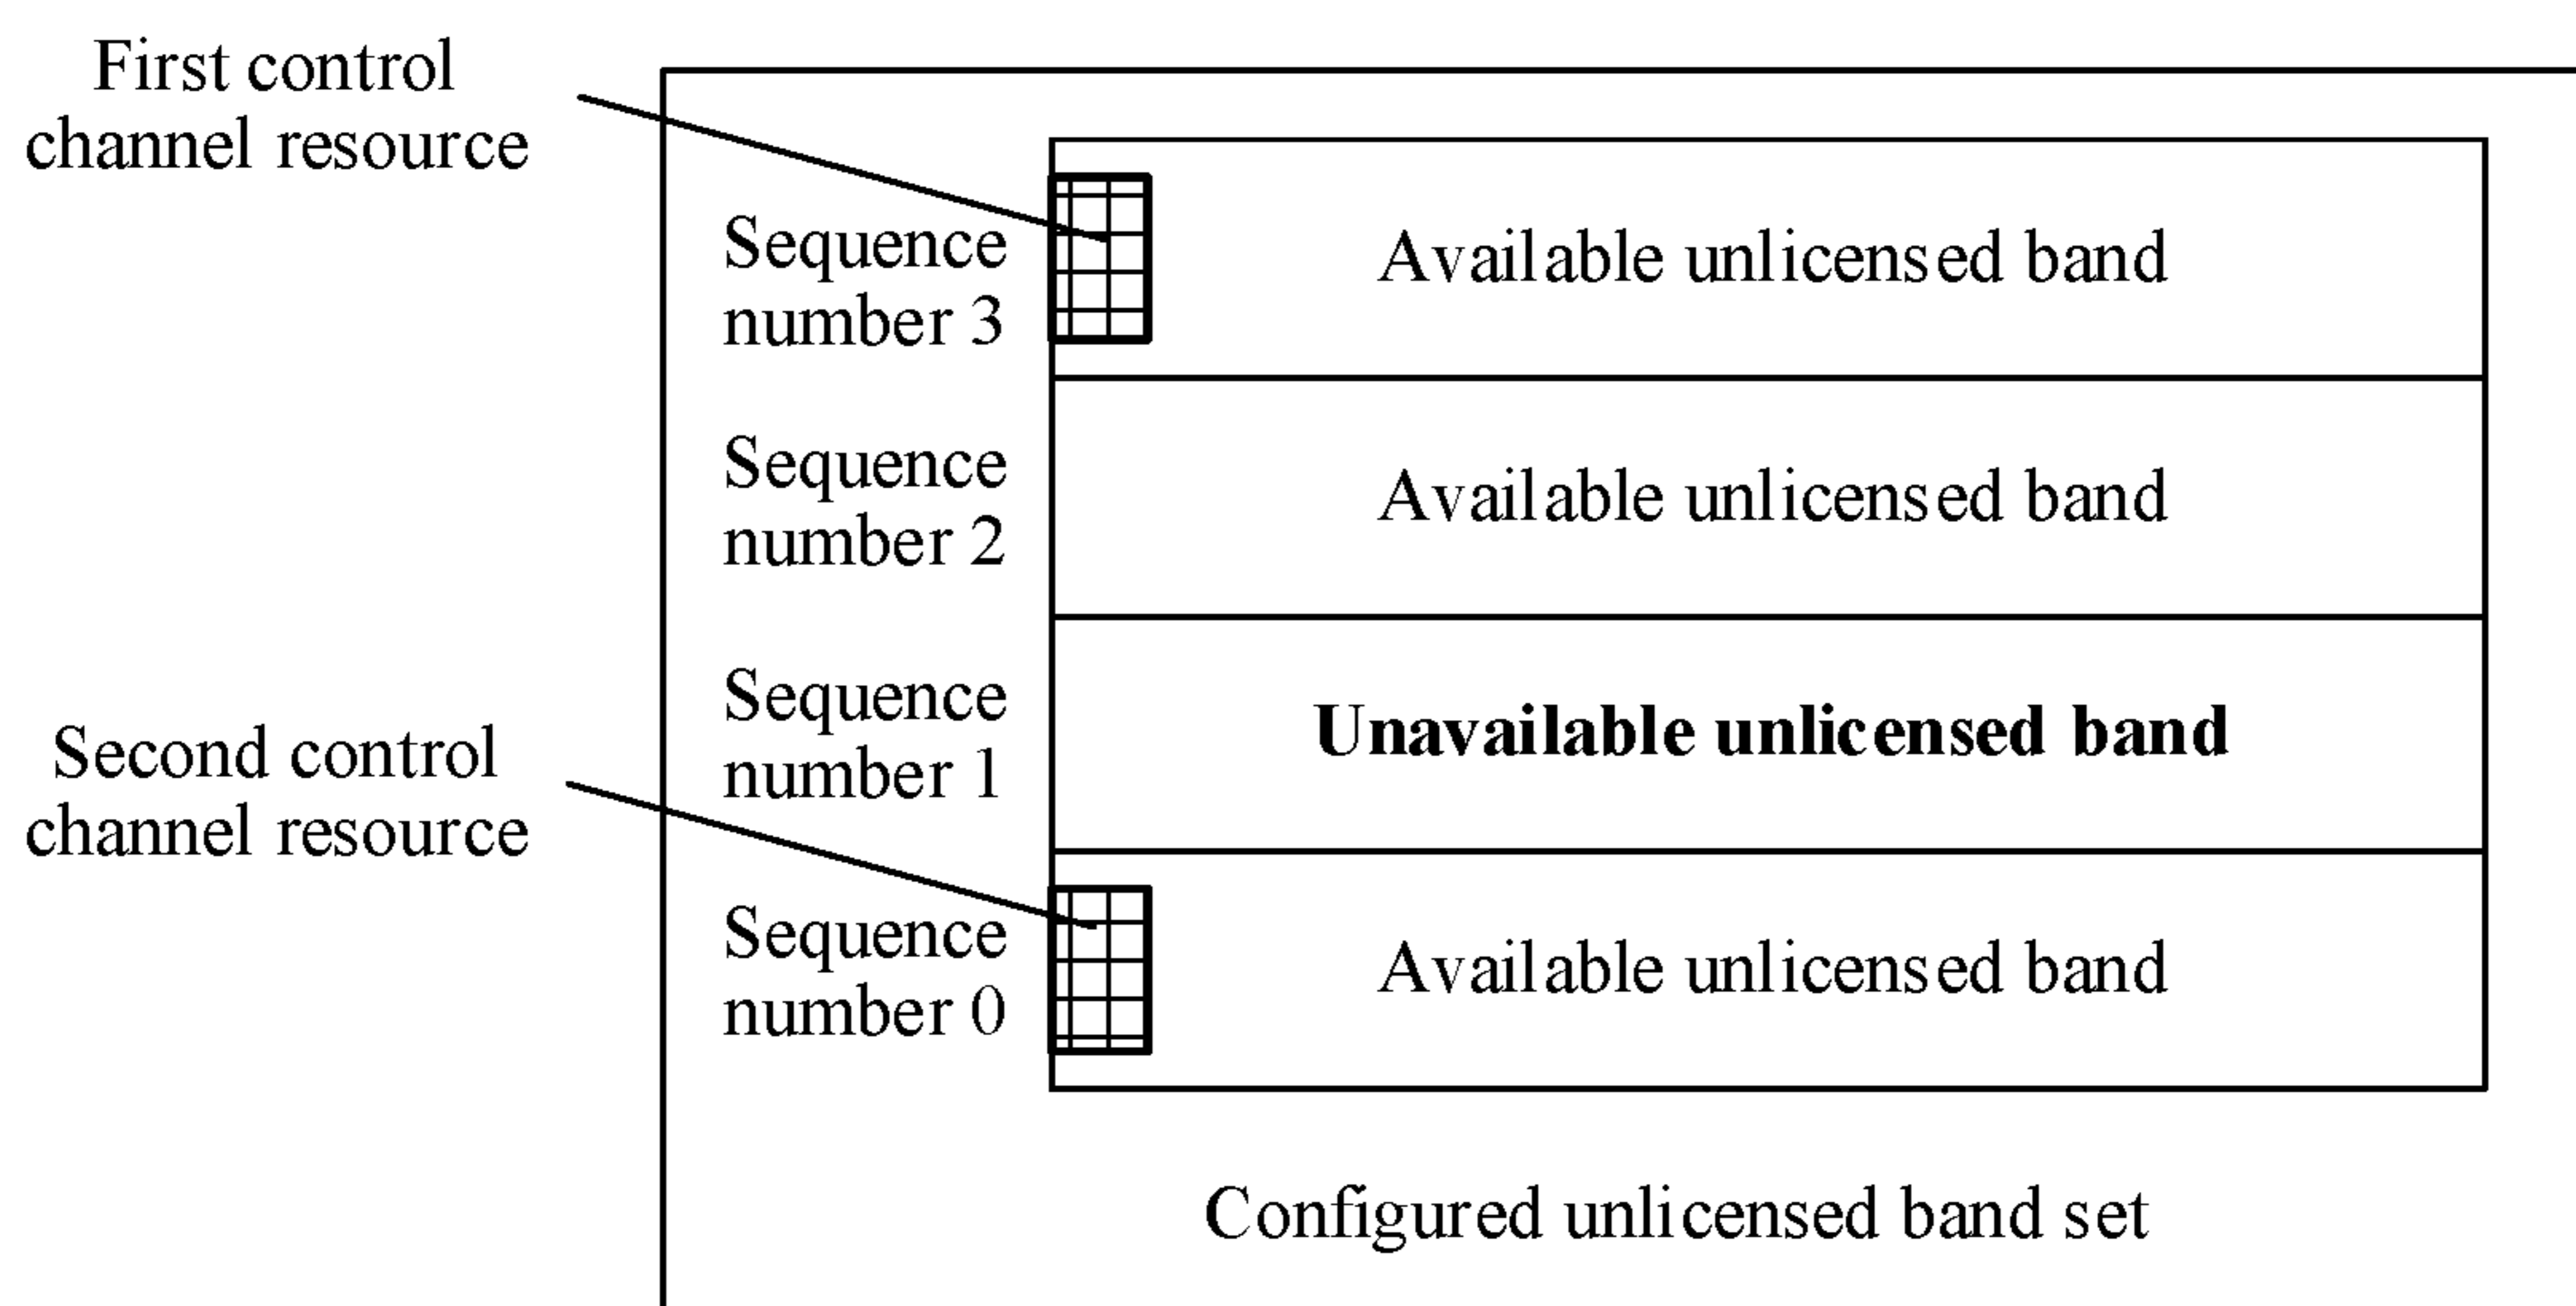 First control
channel resource
Sequence
number 3
Available unlicensed band
Sequence
number 2
Available unlicensed band
Sequence
number 1
Unavailable unlicensed band
Second control
channel resource
Sequence
number 0
Available unlicensed band
Configured unlicensed band set